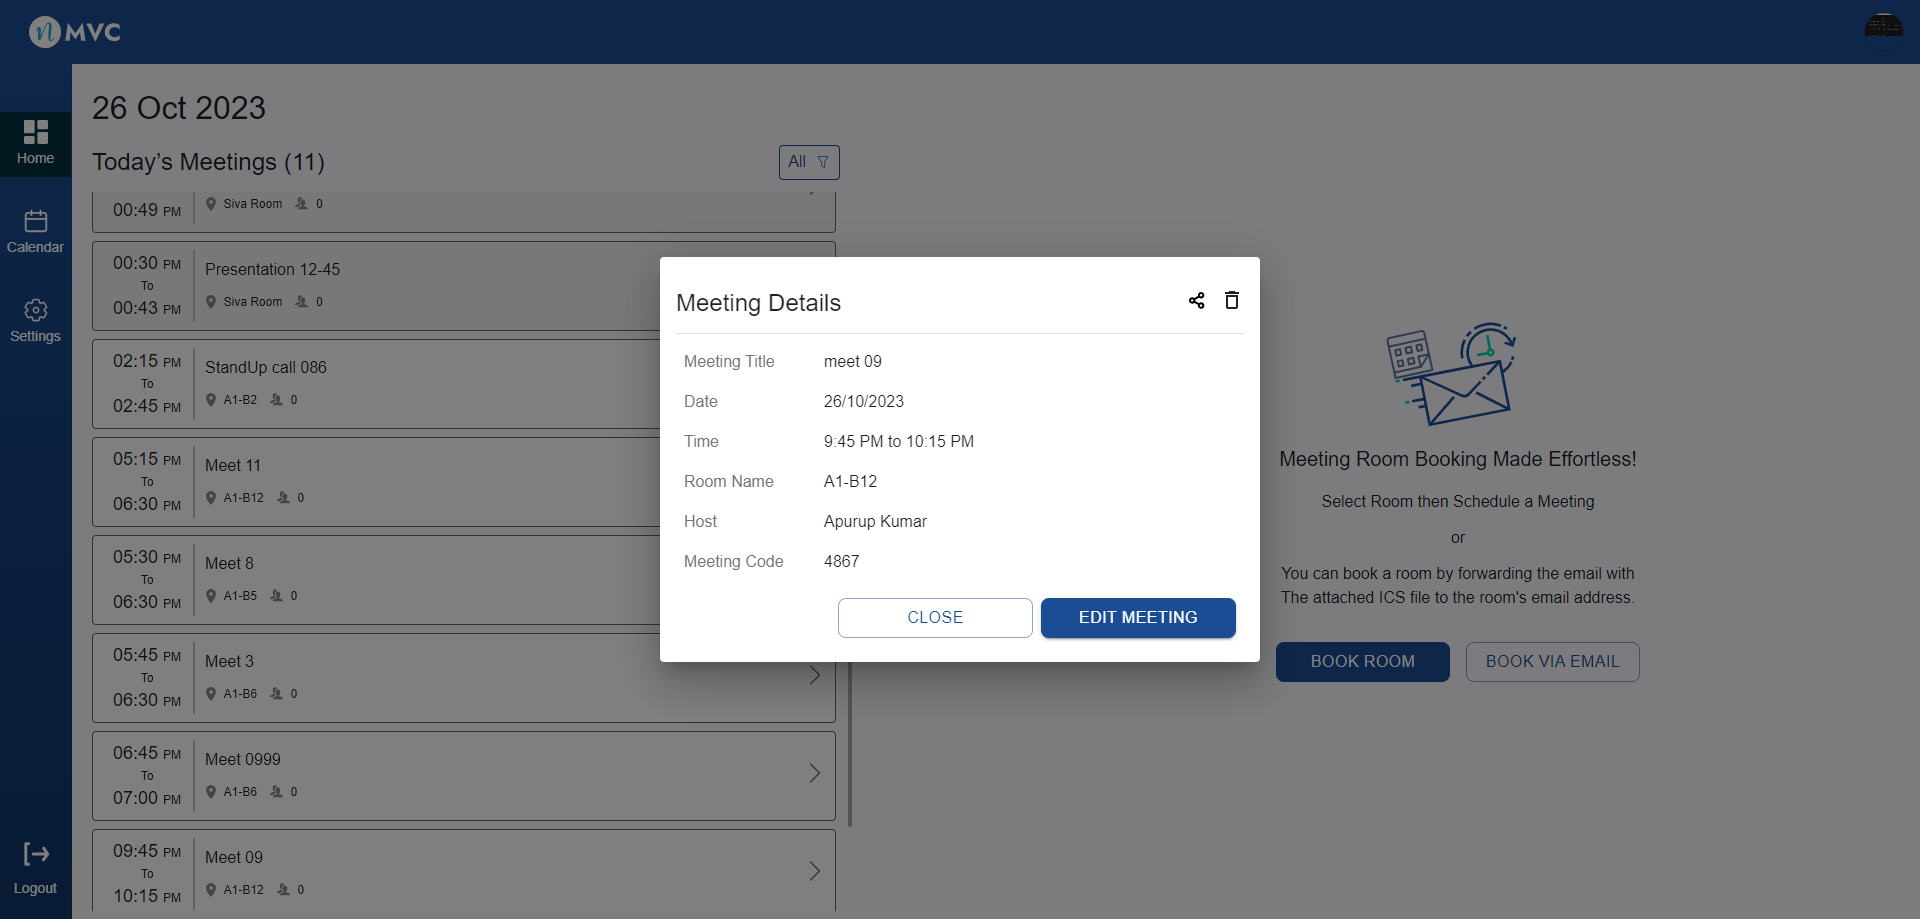 n MVC
26 Oct 2023
Home
Today’s Meetings (11)
All
00:49 PM
Siva Room 0
Calendar
00:30 PM
To
00:43 PM
Presentation 12-45
Siva Room 0
Settings
02:15 PM
To
02:45 PM
StandUp call 086
A1-B2 0
05:15 PM
To
06:30 PM
Meet 11
A1-B12 0
05:30 PM
To
06:30 PM
Meet 8
A1-B5 0
05:45 PM
To
06:30 PM
Meet 3
A1-B6 0
06:45 PM
To
07:00 PM
Meet 0999
A1-B6 0
09:45 PM
To
10:15 PM
Meet 09
A1-B12 0
Logout
Meeting Details
Meeting Title meet 09
Date 26/10/2023
Time 9:45 PM to 10:15 PM
Room Name A1-B12
Host Apurup Kumar
Meeting Code 4867
CLOSE EDIT MEETING
Meeting Room Booking Made Effortless!
Select Room then Schedule a Meeting
or
You can book a room by forwarding the email with
The attached ICS file to the room's email address.
BOOK ROOM BOOK VIA EMAIL